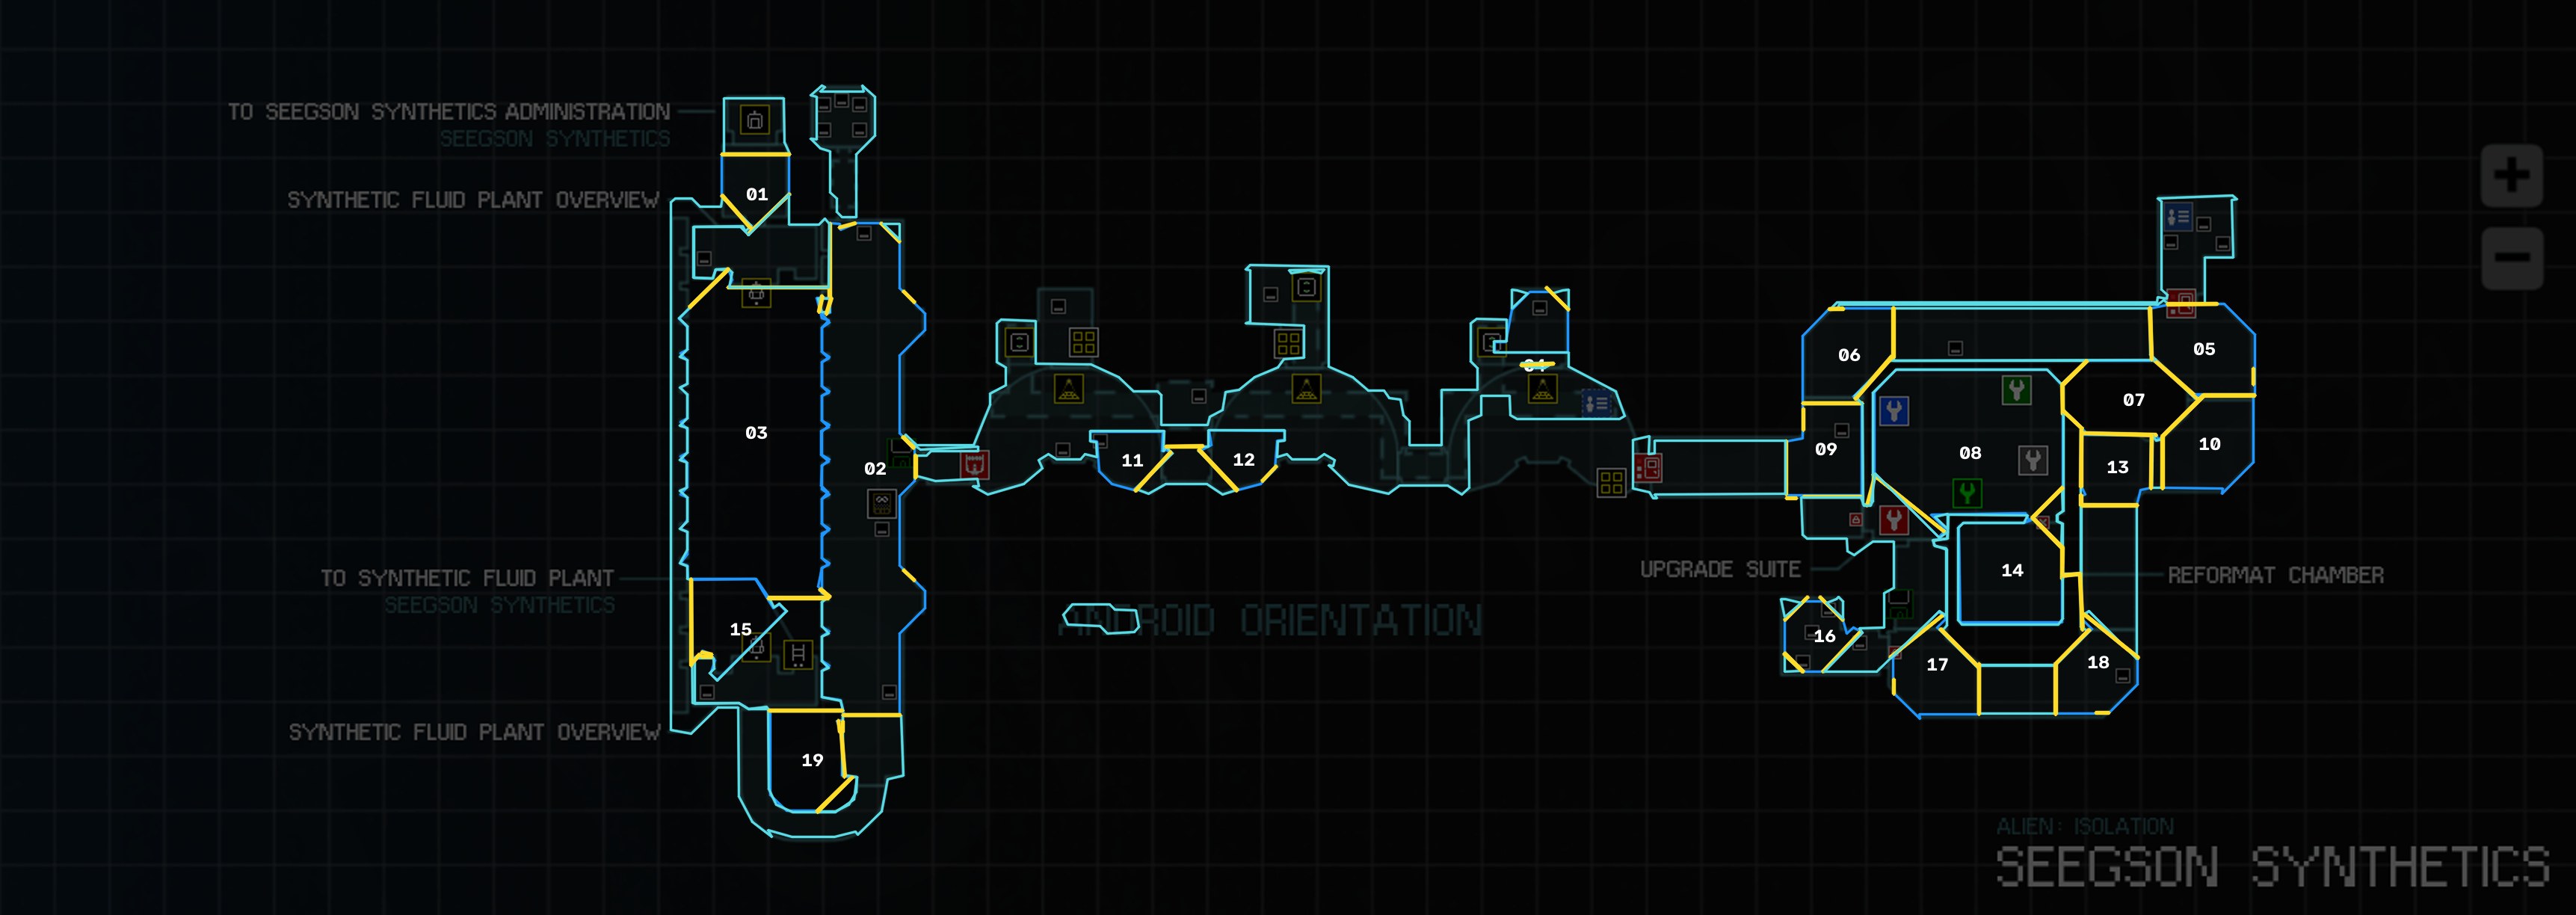 TO SEEGSON SYNTHETICS ADMINISTRATION
SEEGSON SYNTHETICS
SYNTHETIC FLUID PLANT OVERVIEW
01
+
−
06
05
04
07
03
02
11
12
09
08
10
13
TO SYNTHETIC FLUID PLANT
SEEGSON SYNTHETICS
UPGRADE SUITE
14
REFORMAT CHAMBER
ANDROID ORIENTATION
15
16
17
18
SYNTHETIC FLUID PLANT OVERVIEW
19
ALIEN: ISOLATION
SEEGSON SYNTHETICS